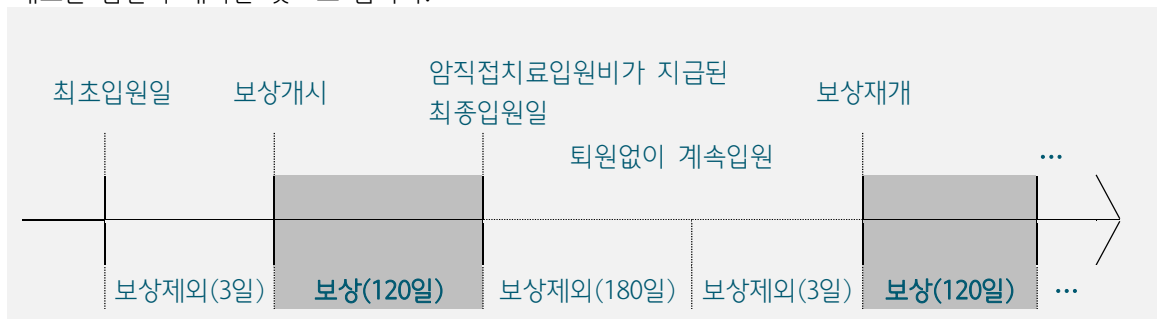 최초입원일
보상개시
암직접치료입원비가 지급된
최종입원일
보상재개
퇴원없이 계속입원
…
보상제외(3일)
보상(120일)
보상제외(180일)
보상제외(3일)
보상(120일)
…